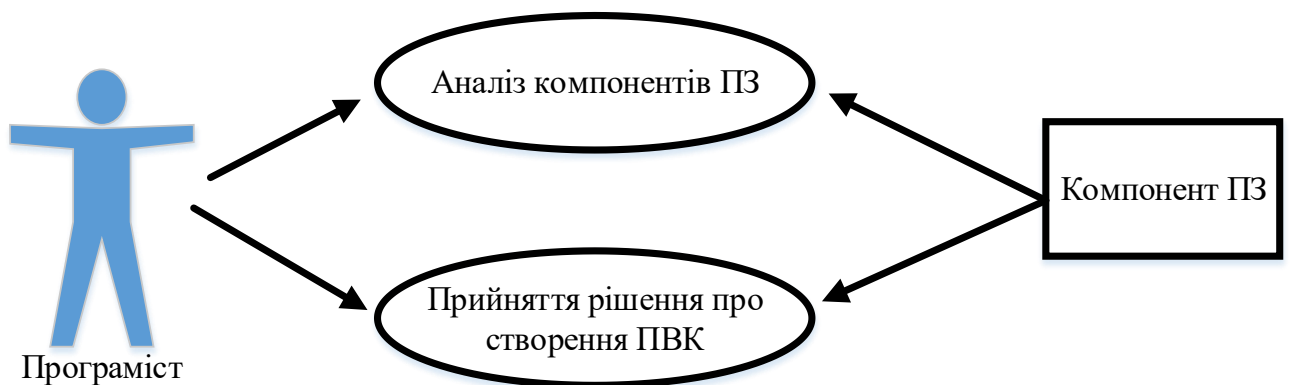 Аналіз компонентів ПЗ
Компонент ПЗ
Прийняття рішення про
створення ПВК
Програміст